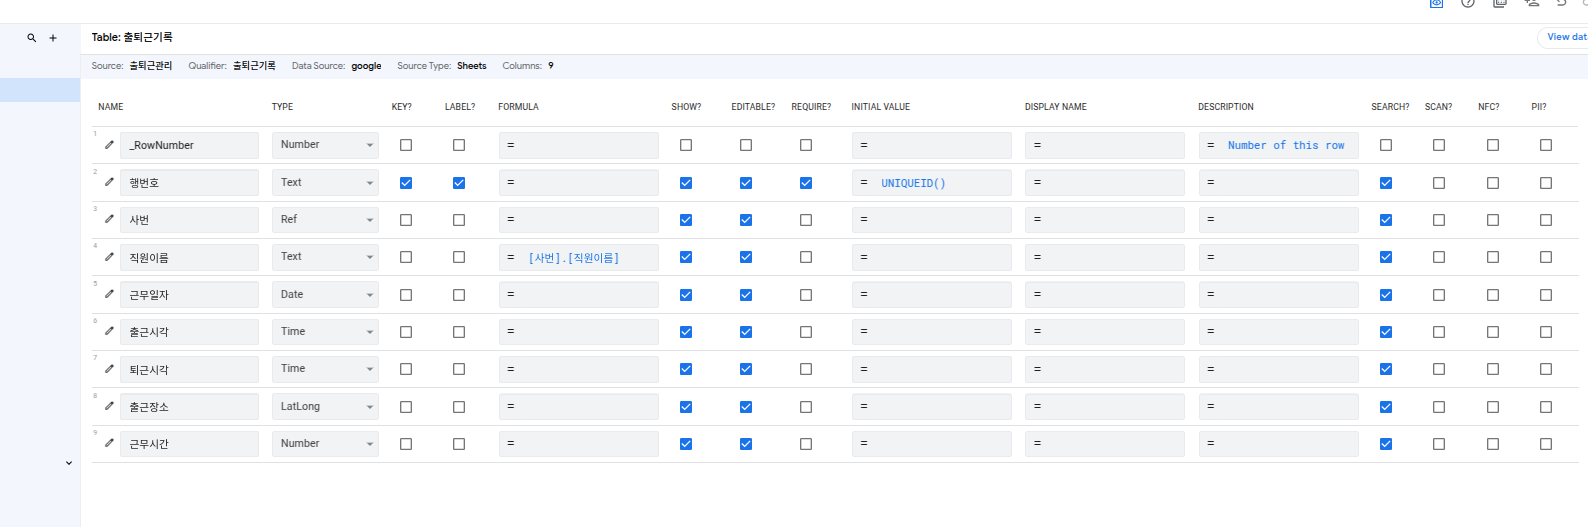 Table: 출퇴근기록
View dat
Source: 출퇴근관리 Qualifier: 출퇴근기록 Data Source: google Source Type: Sheets Columns: 9
NAME TYPE KEY? LABEL? FORMULA SHOW? EDITABLE? REQUIRE? INITIAL VALUE DISPLAY NAME DESCRIPTION SEARCH? SCAN? NFC? PII?
1 _RowNumber Number = = = = Number of this row
2 행번호 Text = = UNIQUEID() = =
3 사번 Ref = = = =
4 직원이름 Text = [사번].[직원이름] = = =
5 근무일자 Date = = = =
6 출근시각 Time = = = =
7 퇴근시각 Time = = = =
8 출근장소 LatLong = = = =
9 근무시간 Number = = = =